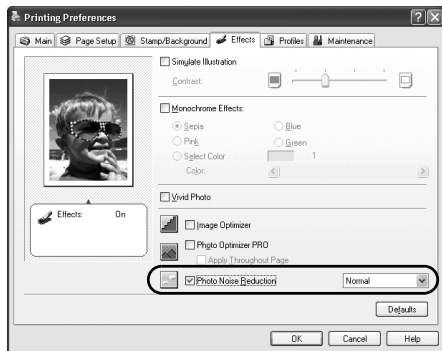 Printing Preferences
Main Page Setup Stamp/Background Effects Profiles Maintenance
Simulate Illustration
Contrast:
Monochrome Effects:
Sepia Blue
Pink Green
Select Color 1
Color:
Vivid Photo
Effects: On
Image Optimizer
Photo Optimizer PRO
Apply Throughout Page
Photo Noise Reduction Normal
Defaults
OK Cancel Help